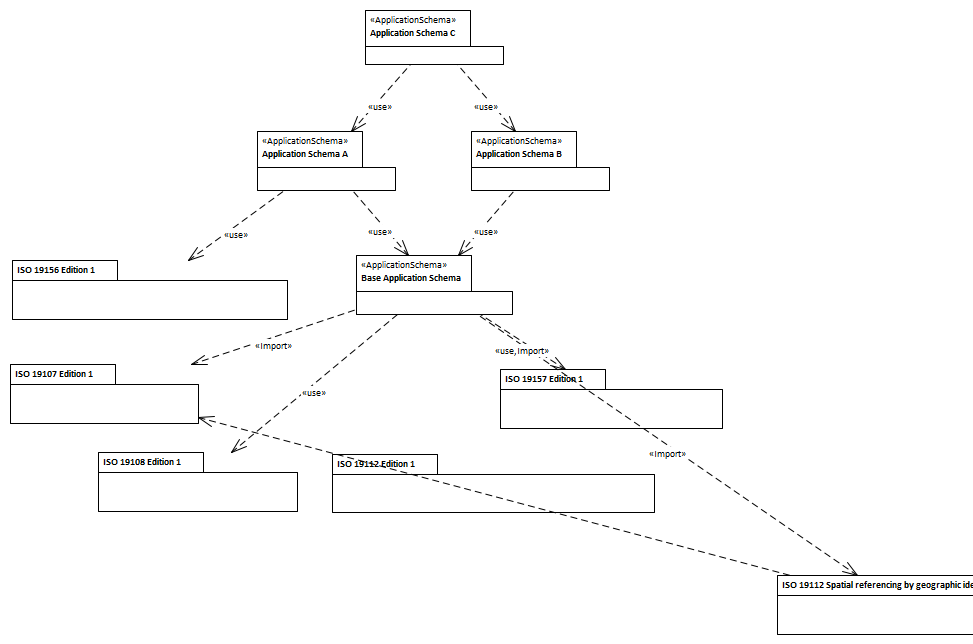 «ApplicationSchema»
Application Schema C
«use»
«use»
«ApplicationSchema»
Application Schema A
«ApplicationSchema»
Application Schema B
«use»
«use»
«use»
ISO 19156 Edition 1
«ApplicationSchema»
Base Application Schema
«import»
«use,import»
ISO 19107 Edition 1
ISO 19157 Edition 1
«use»
«import»
ISO 19108 Edition 1
ISO 19112 Edition 1
ISO 19112 Spatial referencing by geographic ide